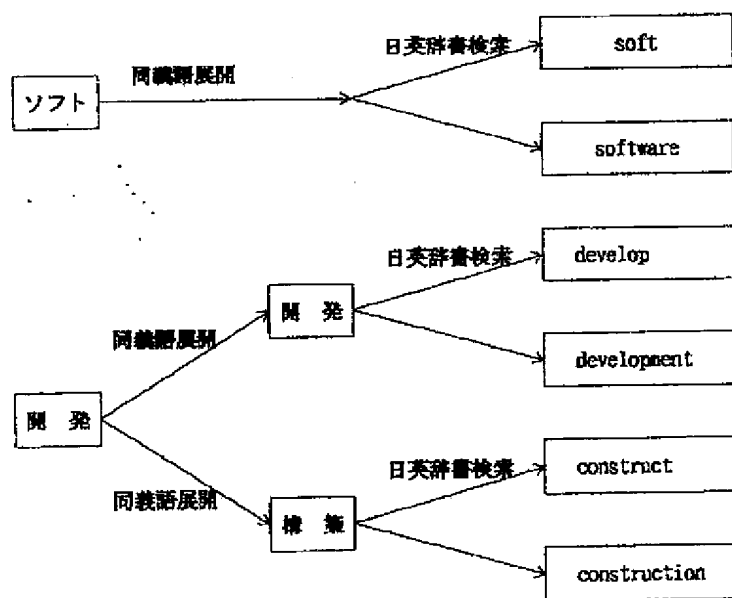 日英辞書検索
soft
同義語展開
ソフト
software
日英辞書検索
develop
開 発
同義語展開
development
開 発
日英辞書検索
construct
同義語展開
構 築
construction